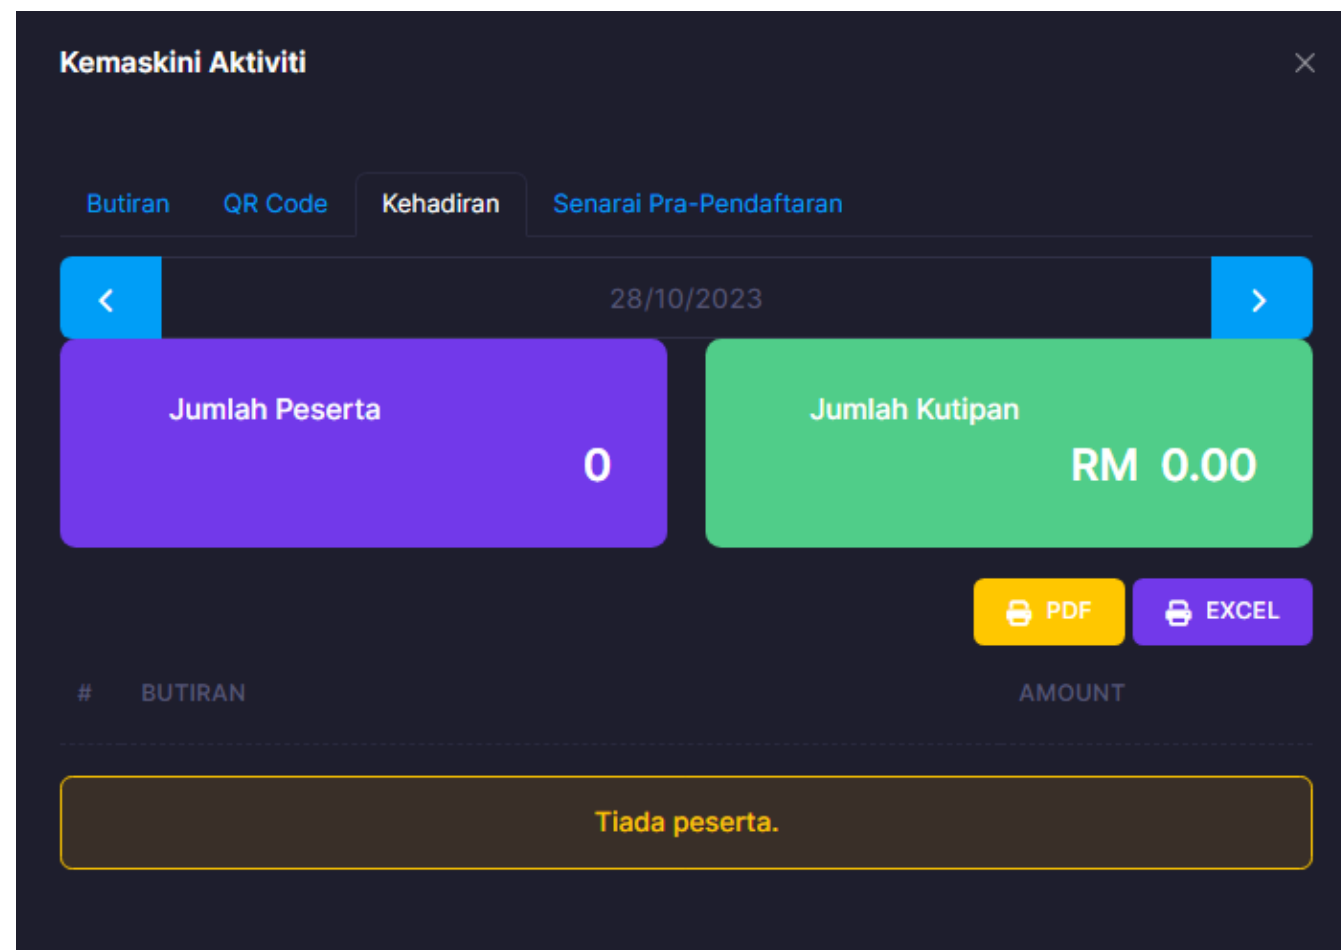 Kemaskini Aktiviti
Butiran QR Code Kehadiran Senarai Pra-Pendaftaran
28/10/2023
Jumlah Peserta
0
Jumlah Kutipan
RM 0.00
PDF EXCEL
# BUTIRAN AMOUNT
Tiada peserta.